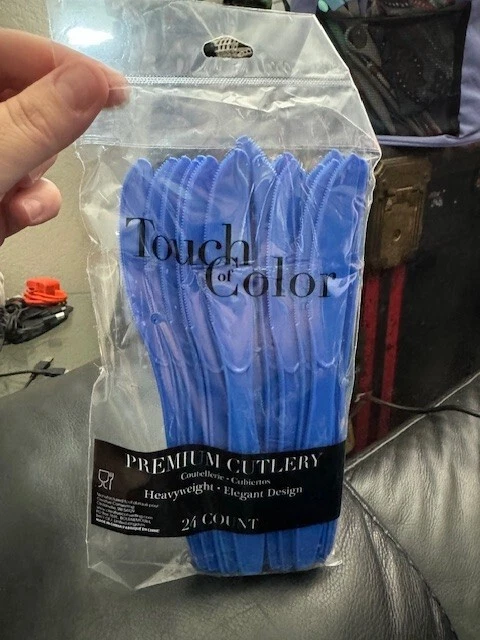 Touch
of
Color
PREMIUM CUTLERY
Coutellerie • Cubiertos
Heavyweight • Elegant Design
24 COUNT